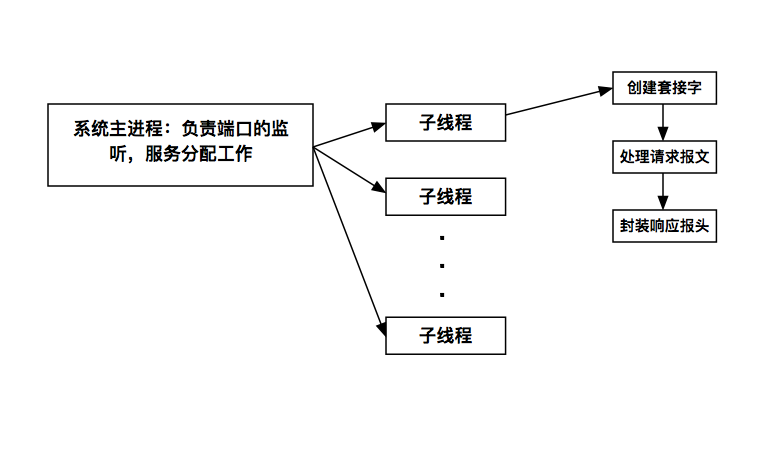 系统主进程：负责端口的监
听，服务分配工作
子线程
子线程
子线程
创建套接字
处理请求报文
封装响应报头